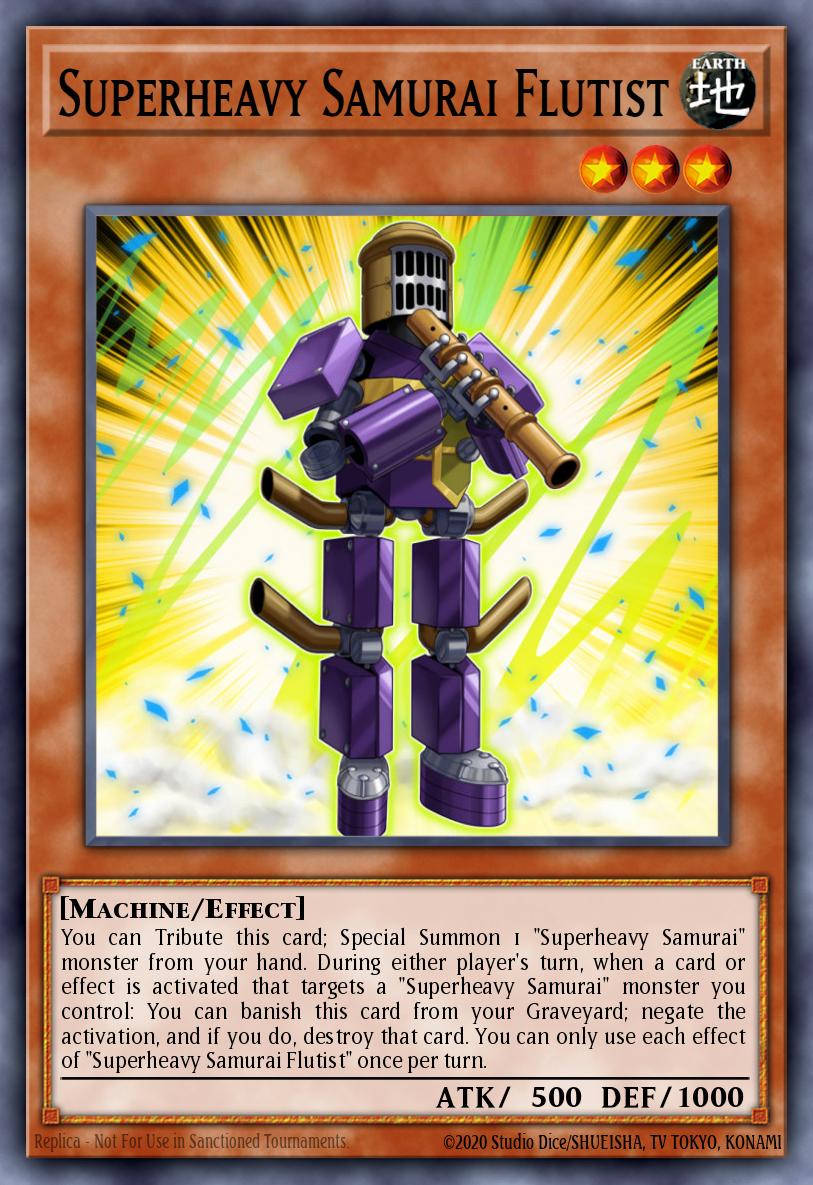 Superheavy Samurai Flutist
EARTH
地
[Machine/Effect]
You can Tribute this card; Special Summon 1 "Superheavy Samurai"
monster from your hand. During either player's turn, when a card or
effect is activated that targets a "Superheavy Samurai" monster you
control: You can banish this card from your Graveyard; negate the
activation, and if you do, destroy that card. You can only use each effect
of "Superheavy Samurai Flutist" once per turn.
ATK/ 500 DEF/1000
Replica - Not For Use in Sanctioned Tournaments.
©2020 Studio Dice/SHUEISHA, TV TOKYO, KONAMI